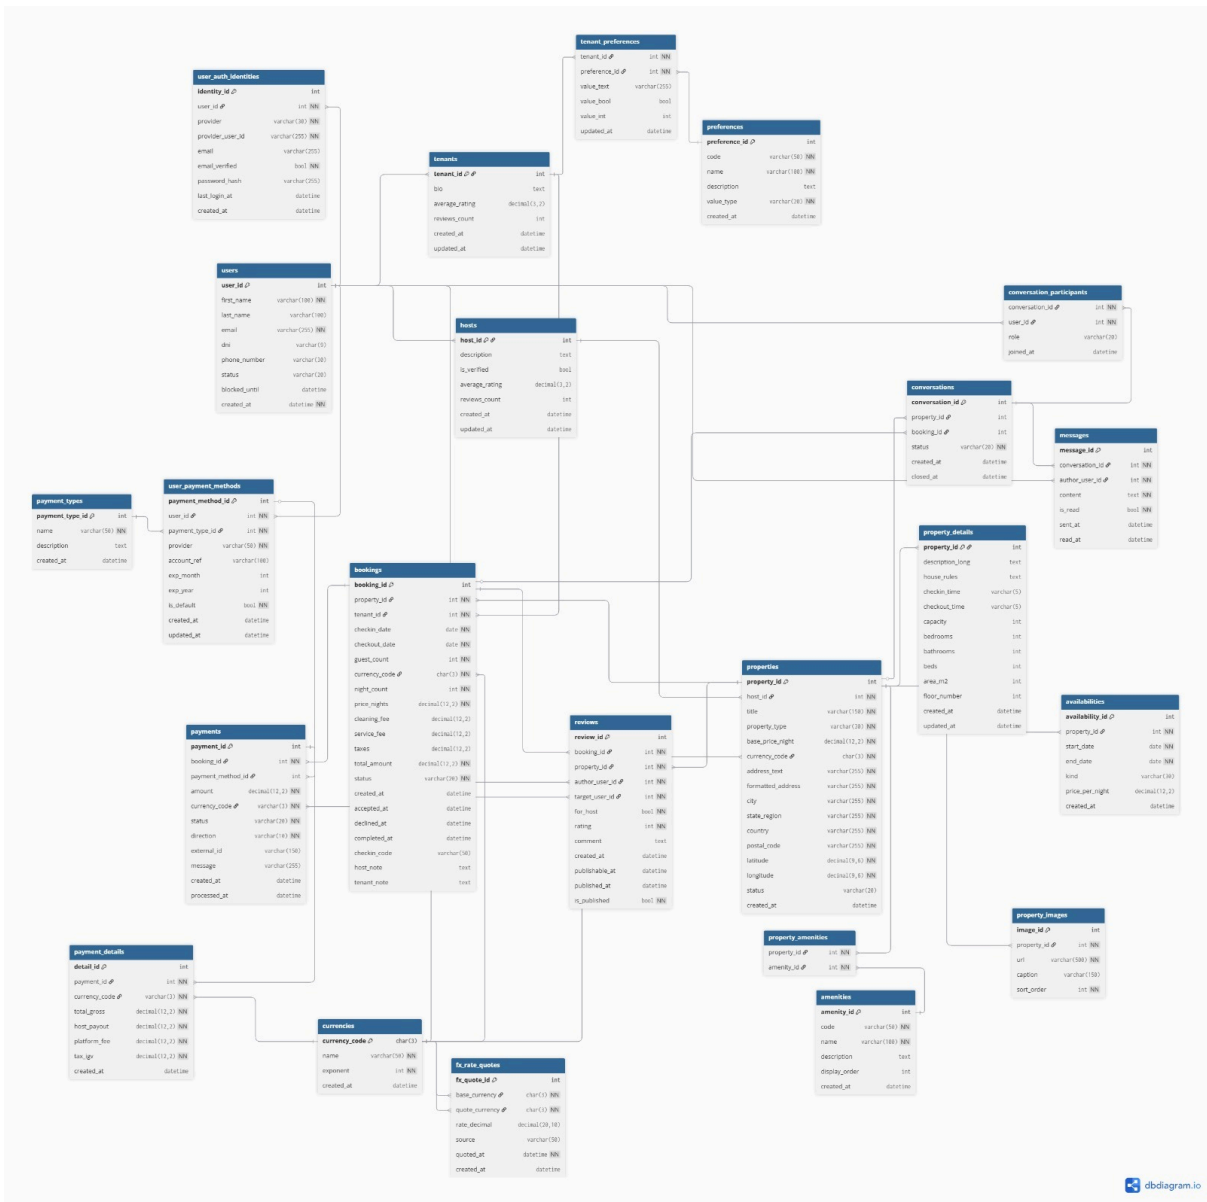 tenant_preferences
tenant_id int NN
preference_id int NN
value_text varchar(255)
value_bool bool
value_int int
updated_at datetime
user_auth_identities
identity_id int
user_id int NN
provider varchar(30) NN
provider_user_id varchar(255) NN
email varchar(255)
email_verified bool NN
password_hash varchar(255)
last_login_at datetime
created_at datetime
preferences
preference_id int
code varchar(50) NN
name varchar(100) NN
description text
value_type varchar(20) NN
created_at datetime
tenants
tenant_id int
bio text
average_rating decimal(3,2)
reviews_count int
created_at datetime
updated_at datetime
users
user_id int
first_name varchar(100) NN
last_name varchar(100)
email varchar(255) NN
dni
phone_number varchar(30)
status varchar(20)
blocked_until datetime
created_at datetime NN
hosts
host_id int
description text
is_verified bool
average_rating decimal(3,2)
reviews_count int
created_at datetime
updated_at datetime
conversation_participants
conversation_id int NN
user_id int NN
role varchar(20)
joined_at datetime
conversations
conversation_id int
property_id int
booking_id int
status varchar(20) NN
created_at datetime
closed_at datetime
messages
message_id int
conversation_id int NN
author_user_id int NN
content text NN
is_read bool NN
sent_at datetime
read_at datetime
payment_types
payment_type_id int
name varchar(50) NN
description text
created_at datetime
user_payment_methods
payment_method_id int
user_id int NN
payment_type_id int NN
provider varchar(50) NN
account_ref varchar(100)
exp_month int
exp_year int
is_default bool NN
created_at datetime
updated_at datetime
property_details
property_id int
description_long text
house_rules text
checkin_time varchar(5)
checkout_time varchar(5)
capacity int
bedrooms int
bathrooms int
beds int
area_m2 int
floor_number int
created_at datetime
updated_at datetime
bookings
booking_id int
property_id int NN
tenant_id int NN
checkin_date date NN
checkout_date date NN
guest_count int NN
currency_code char(3) NN
night_count int NN
price_nights decimal(12,2) NN
cleaning_fee decimal(12,2)
service_fee decimal(12,2)
taxes decimal(12,2)
total_amount decimal(12,2) NN
status varchar(20) NN
created_at datetime
accepted_at datetime
declined_at datetime
completed_at datetime
checkin_code varchar(50)
host_note text
tenant_note text
properties
property_id int
host_id int NN
title varchar(150) NN
property_type varchar(30) NN
base_price_night decimal(12,2) NN
currency_code char(3) NN
address_text varchar(255) NN
formatted_address varchar(255) NN
city varchar(255) NN
state_region varchar(255) NN
country varchar(255) NN
postal_code varchar(255) NN
latitude decimal(9,6) NN
longitude decimal(9,6) NN
status varchar(20)
created_at datetime
availabilities
availability_id int
property_id int NN
start_date date NN
end_date date NN
kind varchar(30)
price_per_night decimal(12,2)
created_at datetime
payments
payment_id int
booking_id int NN
payment_method_id int
amount decimal(12,2) NN
currency_code varchar(3) NN
status varchar(20) NN
direction varchar(10) NN
external_id varchar(150)
message varchar(255)
created_at datetime
processed_at datetime
reviews
review_id int
booking_id int NN
property_id int NN
author_user_id int NN
target_user_id int NN
for_host bool NN
rating int NN
comment text
created_at datetime
publishable_at datetime
published_at datetime
is_published bool NN
property_images
image_id int
property_id int NN
url varchar(500) NN
caption varchar(150)
sort_order int NN
property_amenities
property_id int NN
amenity_id int NN
payment_details
detail_id int
payment_id int NN
currency_code varchar(3) NN
total_gross decimal(12,2) NN
host_payout decimal(12,2) NN
platform_fee decimal(12,2) NN
tax_igv decimal(12,2) NN
created_at datetime
amenities
amenity_id int
code varchar(50) NN
name varchar(100) NN
description text
display_order int
created_at datetime
currencies
currency_code char(3)
name varchar(50) NN
exponent int NN
created_at datetime
fx_rate_quotes
fx_quote_id int
base_currency char(3) NN
quote_currency char(3) NN
rate_decimal decimal(20,10)
source varchar(50)
quoted_at datetime NN
created_at datetime
dbdiagram.io